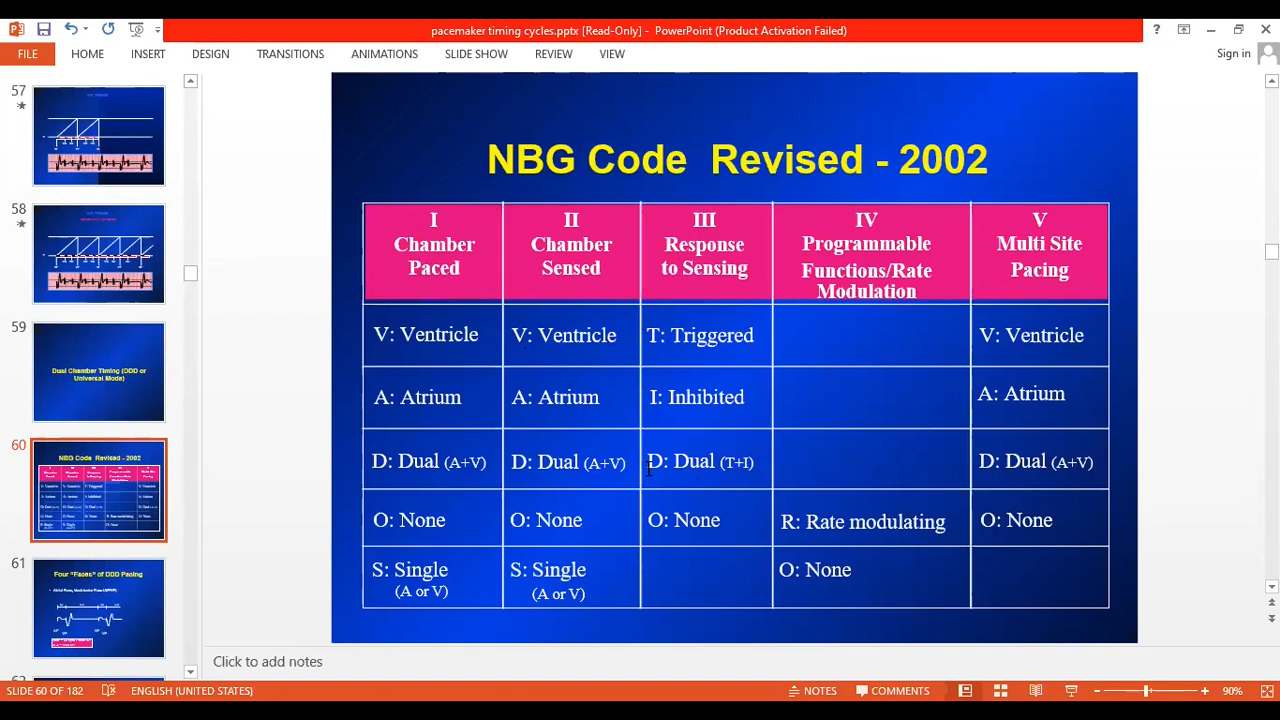 pacemaker timing cycles.pptx [Read-Only] - PowerPoint (Product Activation Failed)
FILE HOME INSERT DESIGN TRANSITIONS ANIMATIONS SLIDE SHOW REVIEW VIEW Sign in
57
58
59
Dual Chamber Timing (DDD or
Universal Mode)
60
NBG Code Revised - 2002
61
Four "Faces" of DDD Pacing
NBG Code Revised - 2002
I
Chamber
Paced
II
Chamber
Sensed
III
Response
to Sensing
IV
Programmable
Functions/Rate
Modulation
V
Multi Site
Pacing
V: Ventricle V: Ventricle T: Triggered V: Ventricle
A: Atrium A: Atrium I: Inhibited A: Atrium
D: Dual (A+V) D: Dual (A+V) D: Dual (T+I) D: Dual (A+V)
O: None O: None O: None R: Rate modulating O: None
S: Single S: Single O: None
(A or V) (A or V)
Click to add notes
SLIDE 60 OF 182 ENGLISH (UNITED STATES) NOTES COMMENTS 90%